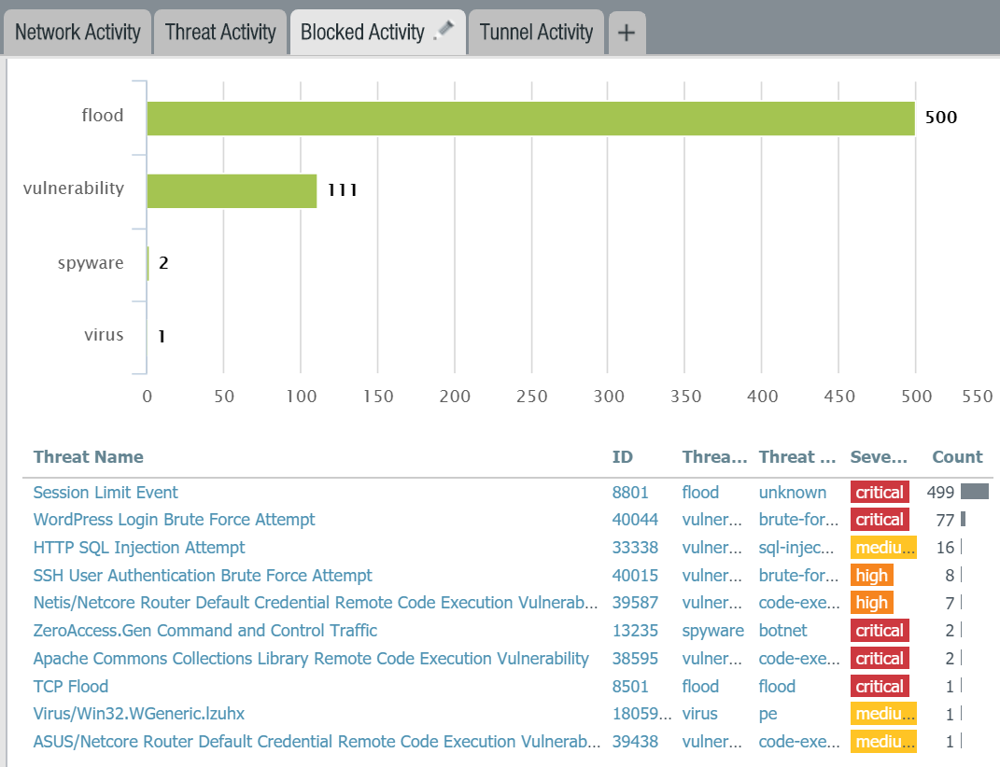 Network Activity Threat Activity Blocked Activity Tunnel Activity +
flood 500
vulnerability 111
spyware 2
virus 1
0 50 100 150 200 250 300 350 400 450 500 550
Threat Name ID Threa... Threat ... Seve... Count
Session Limit Event 8801 flood unknown critical 499
WordPress Login Brute Force Attempt 40044 vulner... brute-for... critical 77
HTTP SQL Injection Attempt 33338 vulner... sql-injec... mediu... 16
SSH User Authentication Brute Force Attempt 40015 vulner... brute-for... high 8
Netis/Netcore Router Default Credential Remote Code Execution Vulnerab... 39587 vulner... code-exe... high 7
ZeroAccess.Gen Command and Control Traffic 13235 spyware botnet critical 2
Apache Commons Collections Library Remote Code Execution Vulnerability 38595 vulner... code-exe... critical 2
TCP Flood 8501 flood flood critical 1
Virus/Win32.WGeneric.lzuhx 18059... virus pe mediu... 1
ASUS/Netcore Router Default Credential Remote Code Execution Vulnerab... 39438 vulner... code-exe... mediu... 1